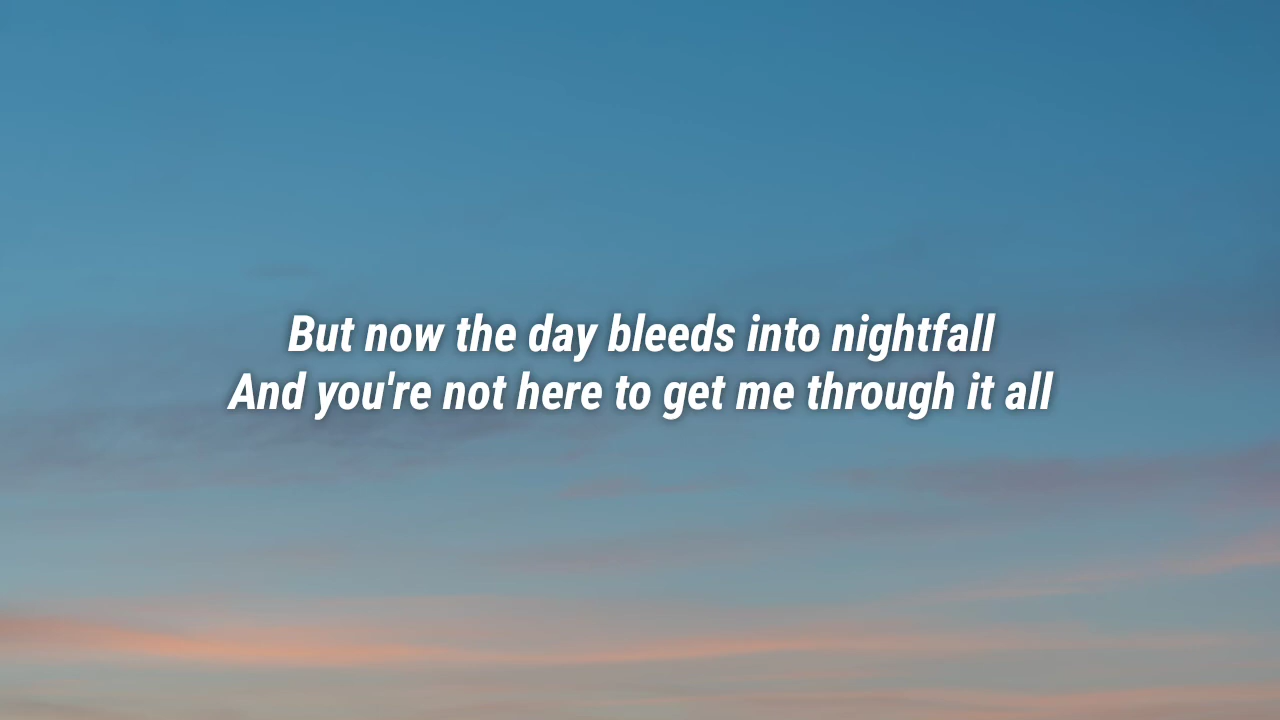 But now the day bleeds into nightfall
And you're not here to get me through it all